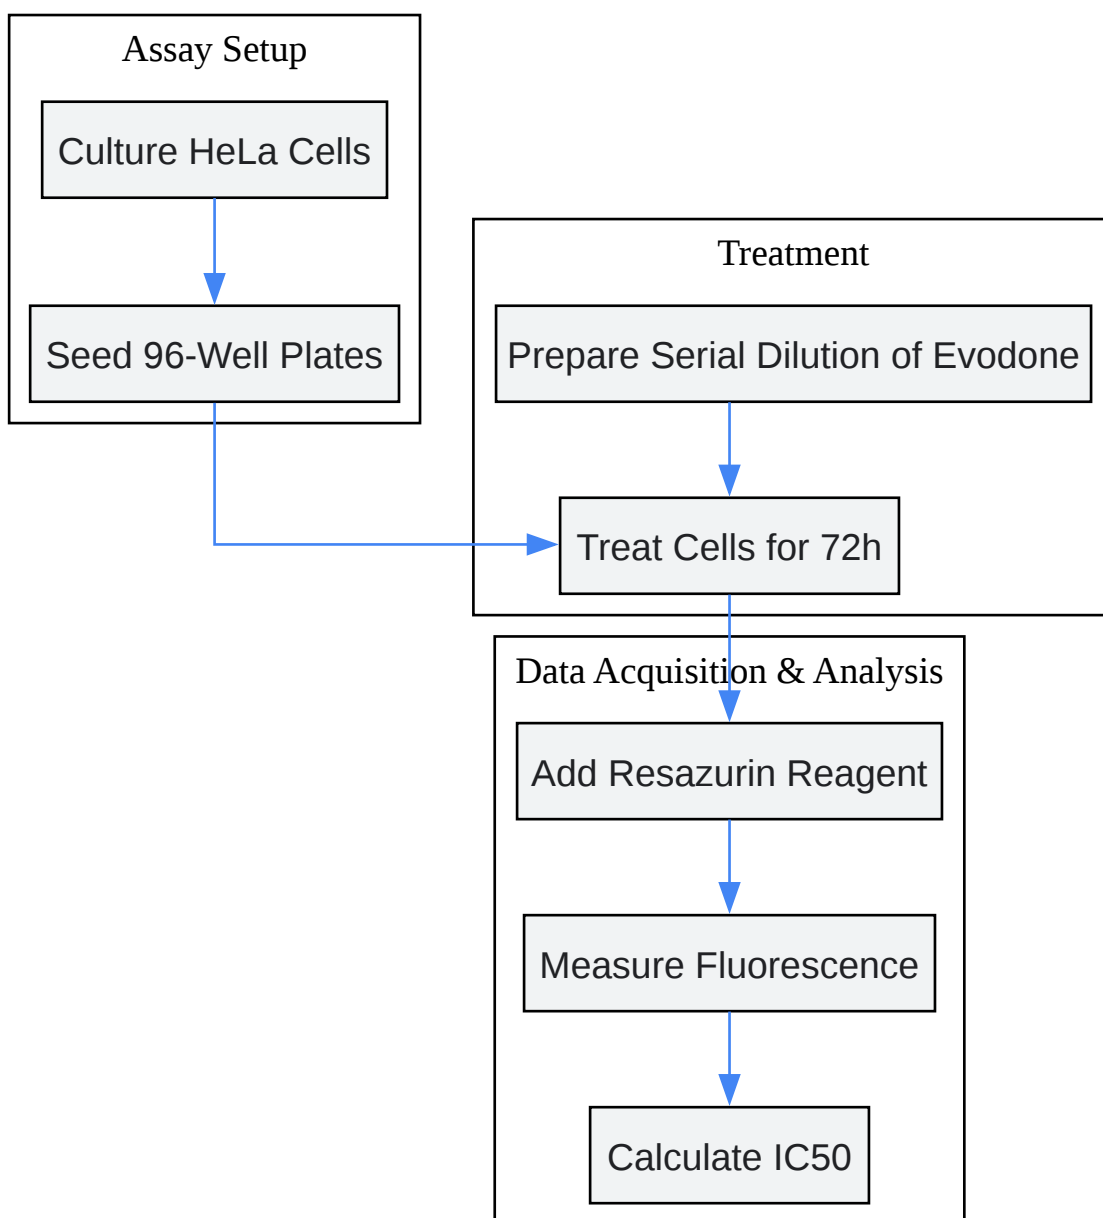 Assay Setup
Culture HeLa Cells
Seed 96-Well Plates
Treatment
Prepare Serial Dilution of Evodone
Treat Cells for 72h
Data Acquisition & Analysis
Add Resazurin Reagent
Measure Fluorescence
Calculate IC50